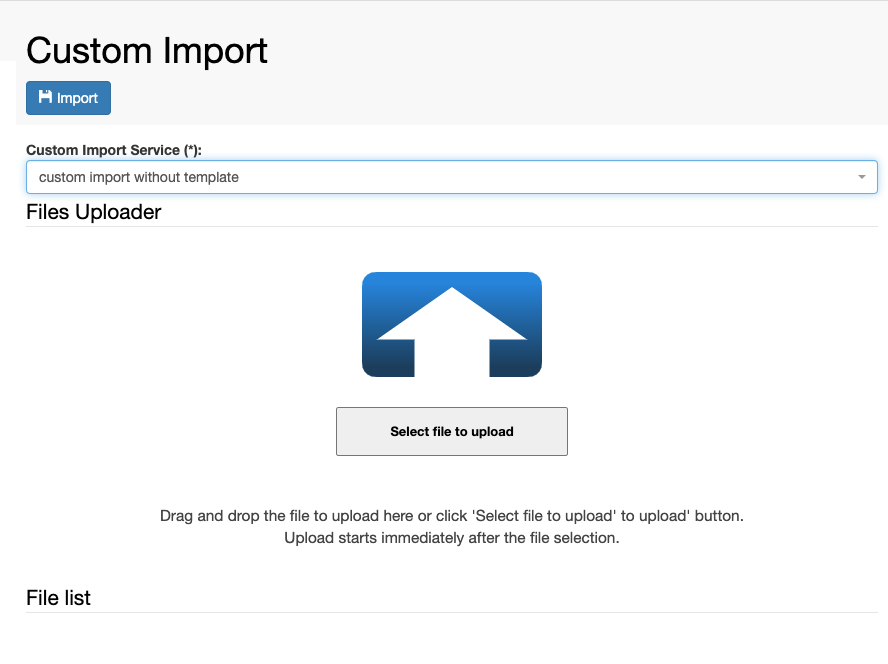 Custom Import
Import
Custom Import Service (*):
custom import without template
Files Uploader
Select file to upload
Drag and drop the file to upload here or click 'Select file to upload' to upload' button.
Upload starts immediately after the file selection.
File list